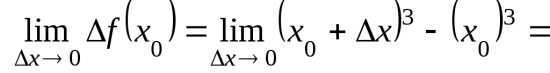 lim Δx→0 Δf(x₀) = lim Δx→0 (x₀ + Δx)³ - (x₀)³ =